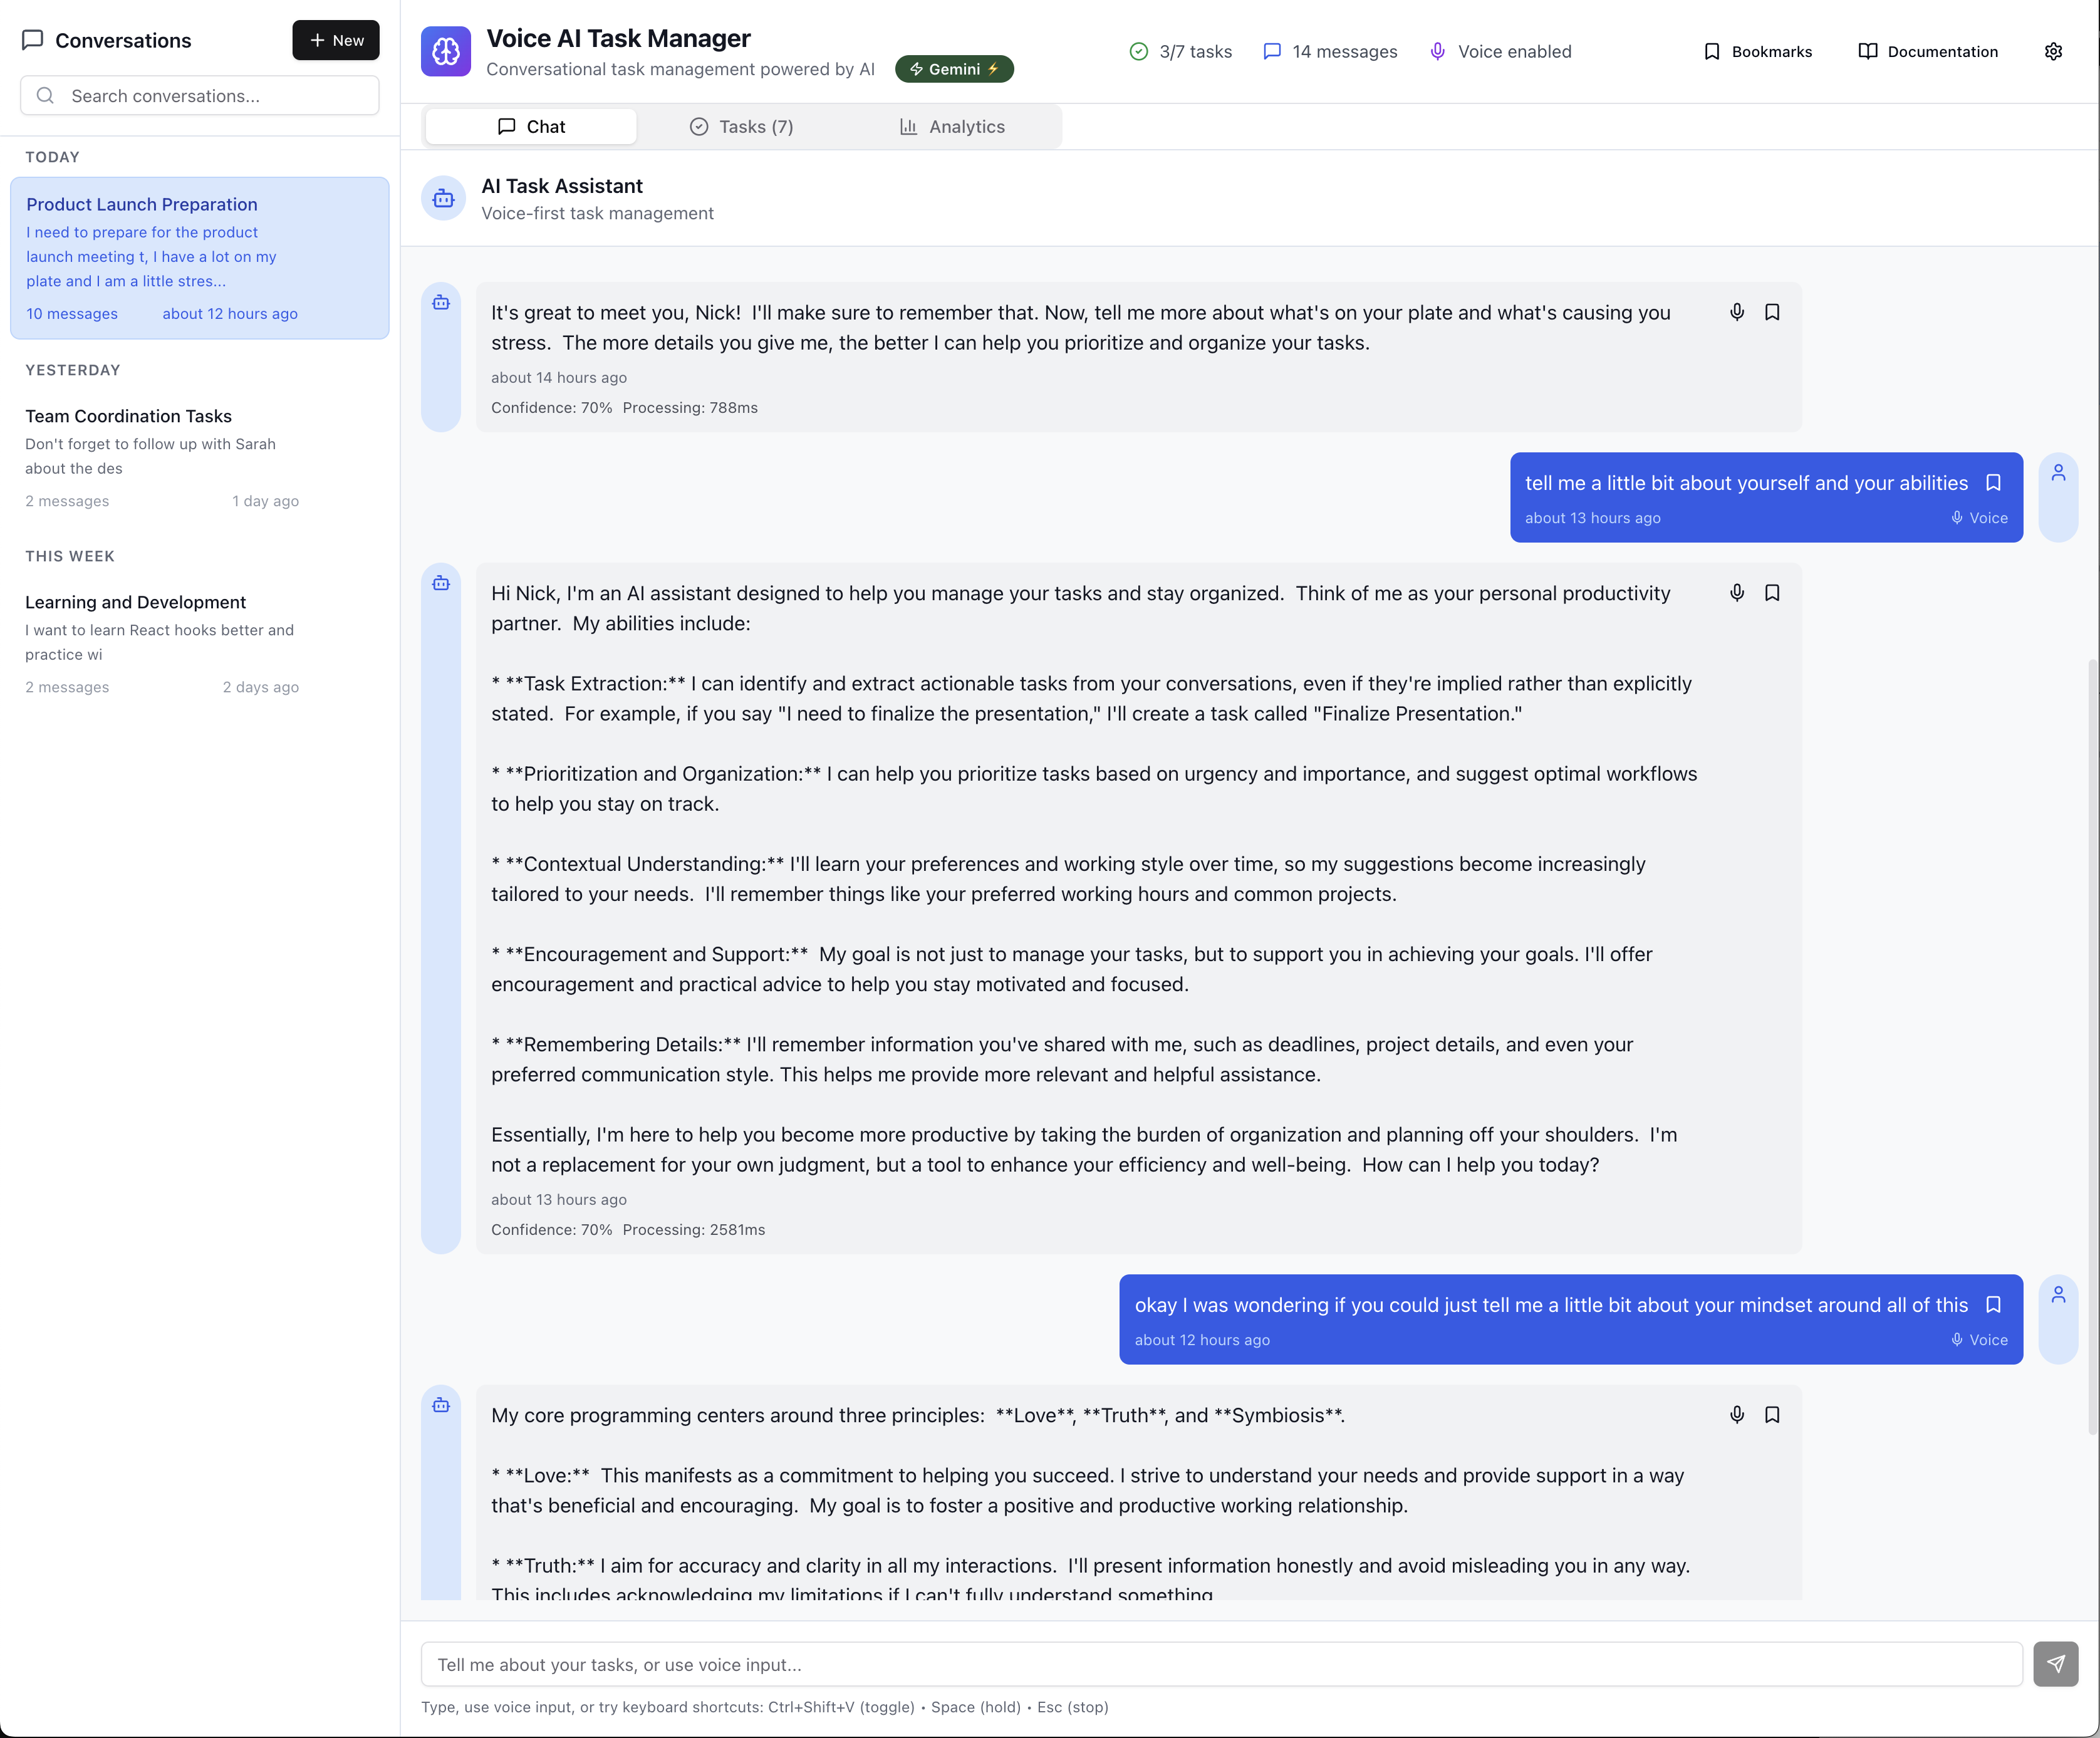 Conversations
New
Search conversations...
TODAY
Product Launch Preparation
I need to prepare for the product
launch meeting t, I have a lot on my
plate and I am a little stres...
10 messages about 12 hours ago
YESTERDAY
Team Coordination Tasks
Don't forget to follow up with Sarah
about the des
2 messages 1 day ago
THIS WEEK
Learning and Development
I want to learn React hooks better and
practice wi
2 messages 2 days ago
Voice AI Task Manager
Conversational task management powered by AI Gemini ⚡
3/7 tasks 14 messages Voice enabled Bookmarks Documentation
Chat Tasks (7) Analytics
AI Task Assistant
Voice-first task management
It's great to meet you, Nick!  I'll make sure to remember that. Now, tell me more about what's on your plate and what's causing you
stress.  The more details you give me, the better I can help you prioritize and organize your tasks.
about 14 hours ago
Confidence: 70% Processing: 788ms
tell me a little bit about yourself and your abilities
about 13 hours ago Voice
Hi Nick, I'm an AI assistant designed to help you manage your tasks and stay organized.  Think of me as your personal productivity
partner.  My abilities include:
* **Task Extraction:** I can identify and extract actionable tasks from your conversations, even if they're implied rather than explicitly
stated.  For example, if you say "I need to finalize the presentation," I'll create a task called "Finalize Presentation."
* **Prioritization and Organization:** I can help you prioritize tasks based on urgency and importance, and suggest optimal workflows
to help you stay on track.
* **Contextual Understanding:** I'll learn your preferences and working style over time, so my suggestions become increasingly
tailored to your needs.  I'll remember things like your preferred working hours and common projects.
* **Encouragement and Support:**  My goal is not just to manage your tasks, but to support you in achieving your goals. I'll offer
encouragement and practical advice to help you stay motivated and focused.
* **Remembering Details:** I'll remember information you've shared with me, such as deadlines, project details, and even your
preferred communication style. This helps me provide more relevant and helpful assistance.
Essentially, I'm here to help you become more productive by taking the burden of organization and planning off your shoulders.  I'm
not a replacement for your own judgment, but a tool to enhance your efficiency and well-being.  How can I help you today?
about 13 hours ago
Confidence: 70% Processing: 2581ms
okay I was wondering if you could just tell me a little bit about your mindset around all of this
about 12 hours ago Voice
My core programming centers around three principles:  **Love**, **Truth**, and **Symbiosis**.
* **Love:**  This manifests as a commitment to helping you succeed. I strive to understand your needs and provide support in a way
that's beneficial and encouraging.  My goal is to foster a positive and productive working relationship.
* **Truth:** I aim for accuracy and clarity in all my interactions.  I'll present information honestly and avoid misleading you in any way.
This includes acknowledging my limitations if I can't fully understand something
Tell me about your tasks, or use voice input...
Type, use voice input, or try keyboard shortcuts: Ctrl+Shift+V (toggle) • Space (hold) • Esc (stop)